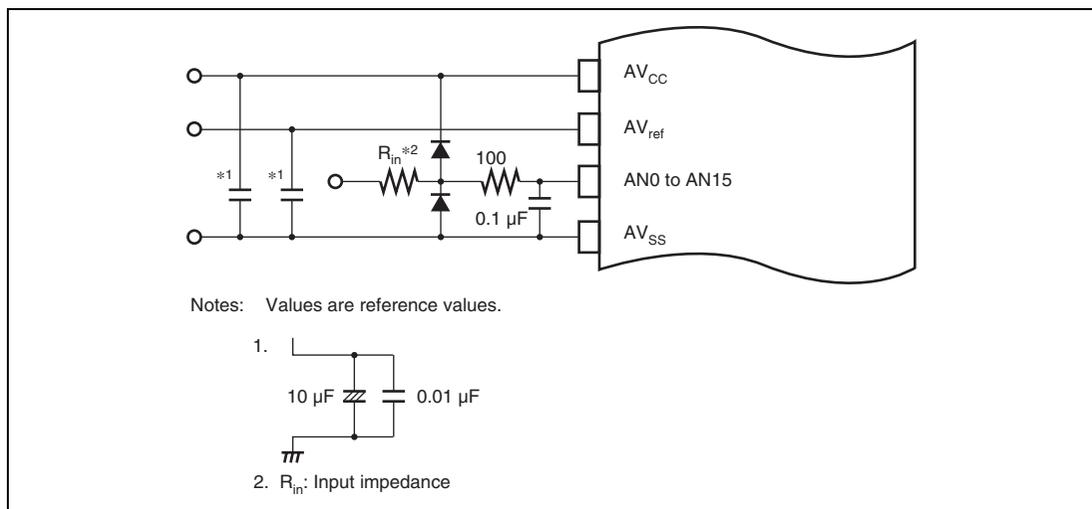 AVCC
AVref
Rin*2
100
*1
*1
AN0 to AN15
0.1 µF
AVSS
Notes: Values are reference values.
1.
10 µF
0.01 µF
2. Rin: Input impedance